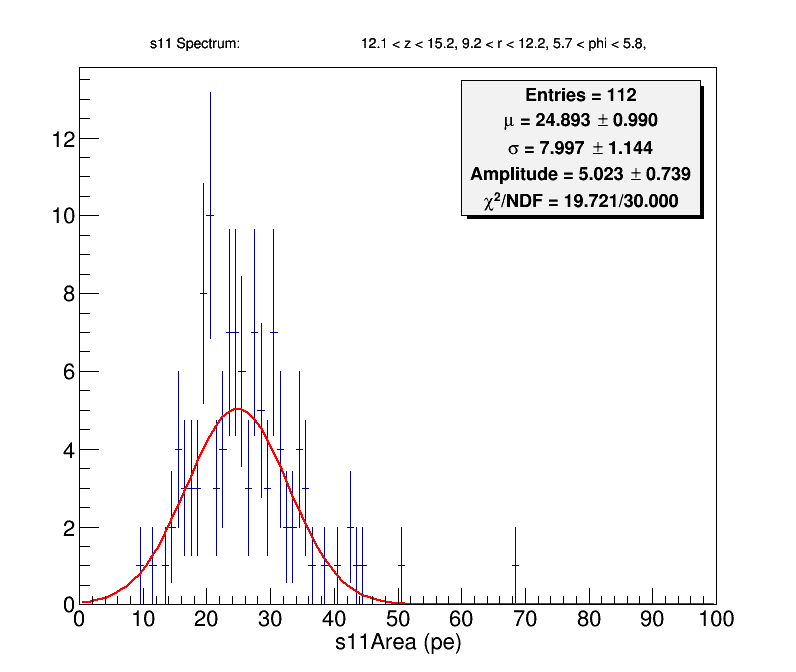 s11 Spectrum: 12.1 < z < 15.2, 9.2 < r < 12.2, 5.7 < phi < 5.8,
Entries = 112
μ = 24.893 ± 0.990
σ = 7.997 ± 1.144
Amplitude = 5.023 ± 0.739
χ²/NDF = 19.721/30.000
12
10
8
6
4
2
0
0 10 20 30 40 50 60 70 80 90 100
s11Area (pe)